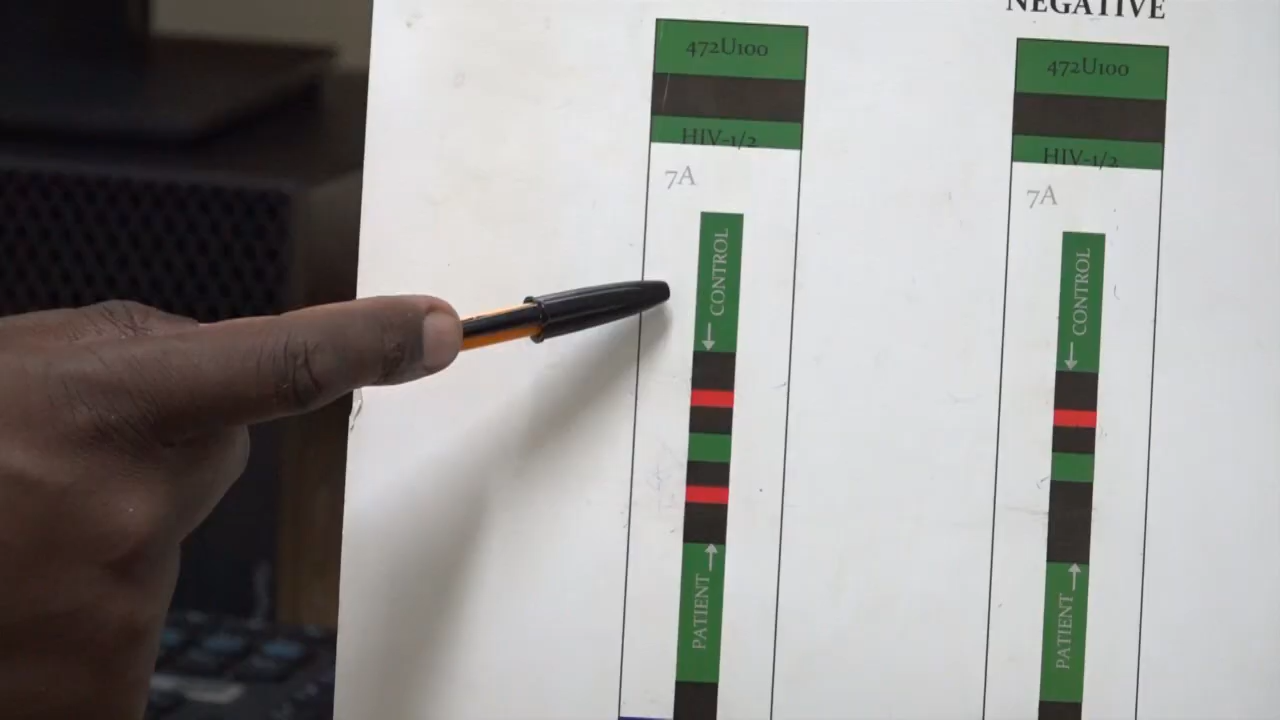 NEGATIVE
472U100
HIV-1/2
7A
CONTROL
PATIENT
472U100
HIV-1/2
7A
CONTROL
PATIENT